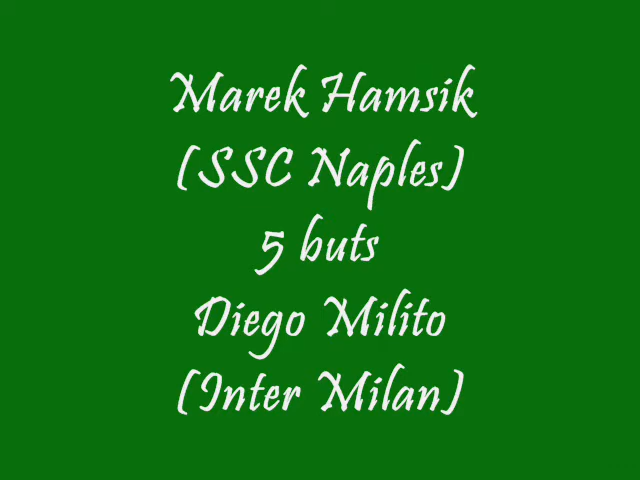 Marek Hamsik
(SSC Naples)
5 buts
Diego Milito
(Inter Milan)